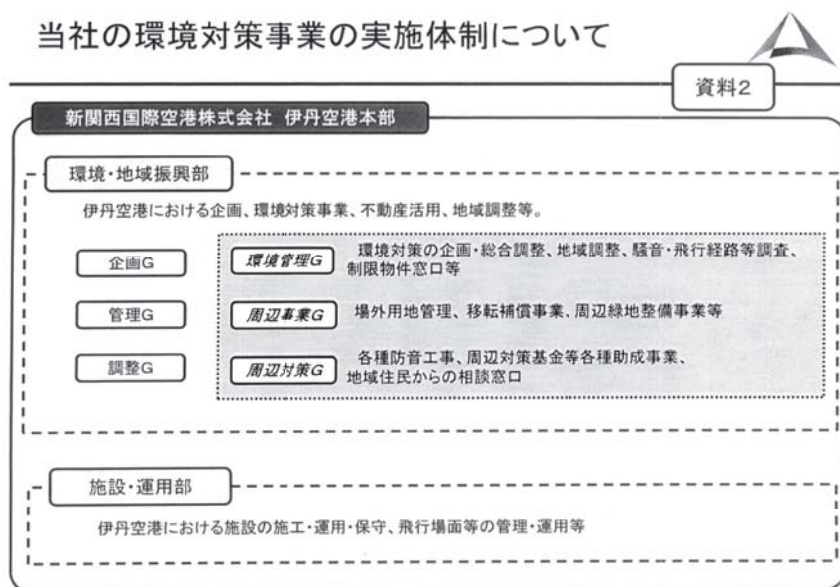 当社の環境対策事業の実施体制について
資料2
新関西国際空港株式会社 伊丹空港本部
環境・地域振興部
伊丹空港における企画、環境対策事業、不動産活用、地域調整等。
企画G
環境管理G
環境対策の企画・総合調整、地域調整、騒音・飛行経路等調査、
制限物件窓口等
管理G
周辺事業G
場外用地管理、移転補償事業、周辺緑地整備事業等
調整G
周辺対策G
各種防音工事、周辺対策基金等各種助成事業、
地域住民からの相談窓口
施設・運用部
伊丹空港における施設の施工・運用・保守、飛行場面等の管理・運用等